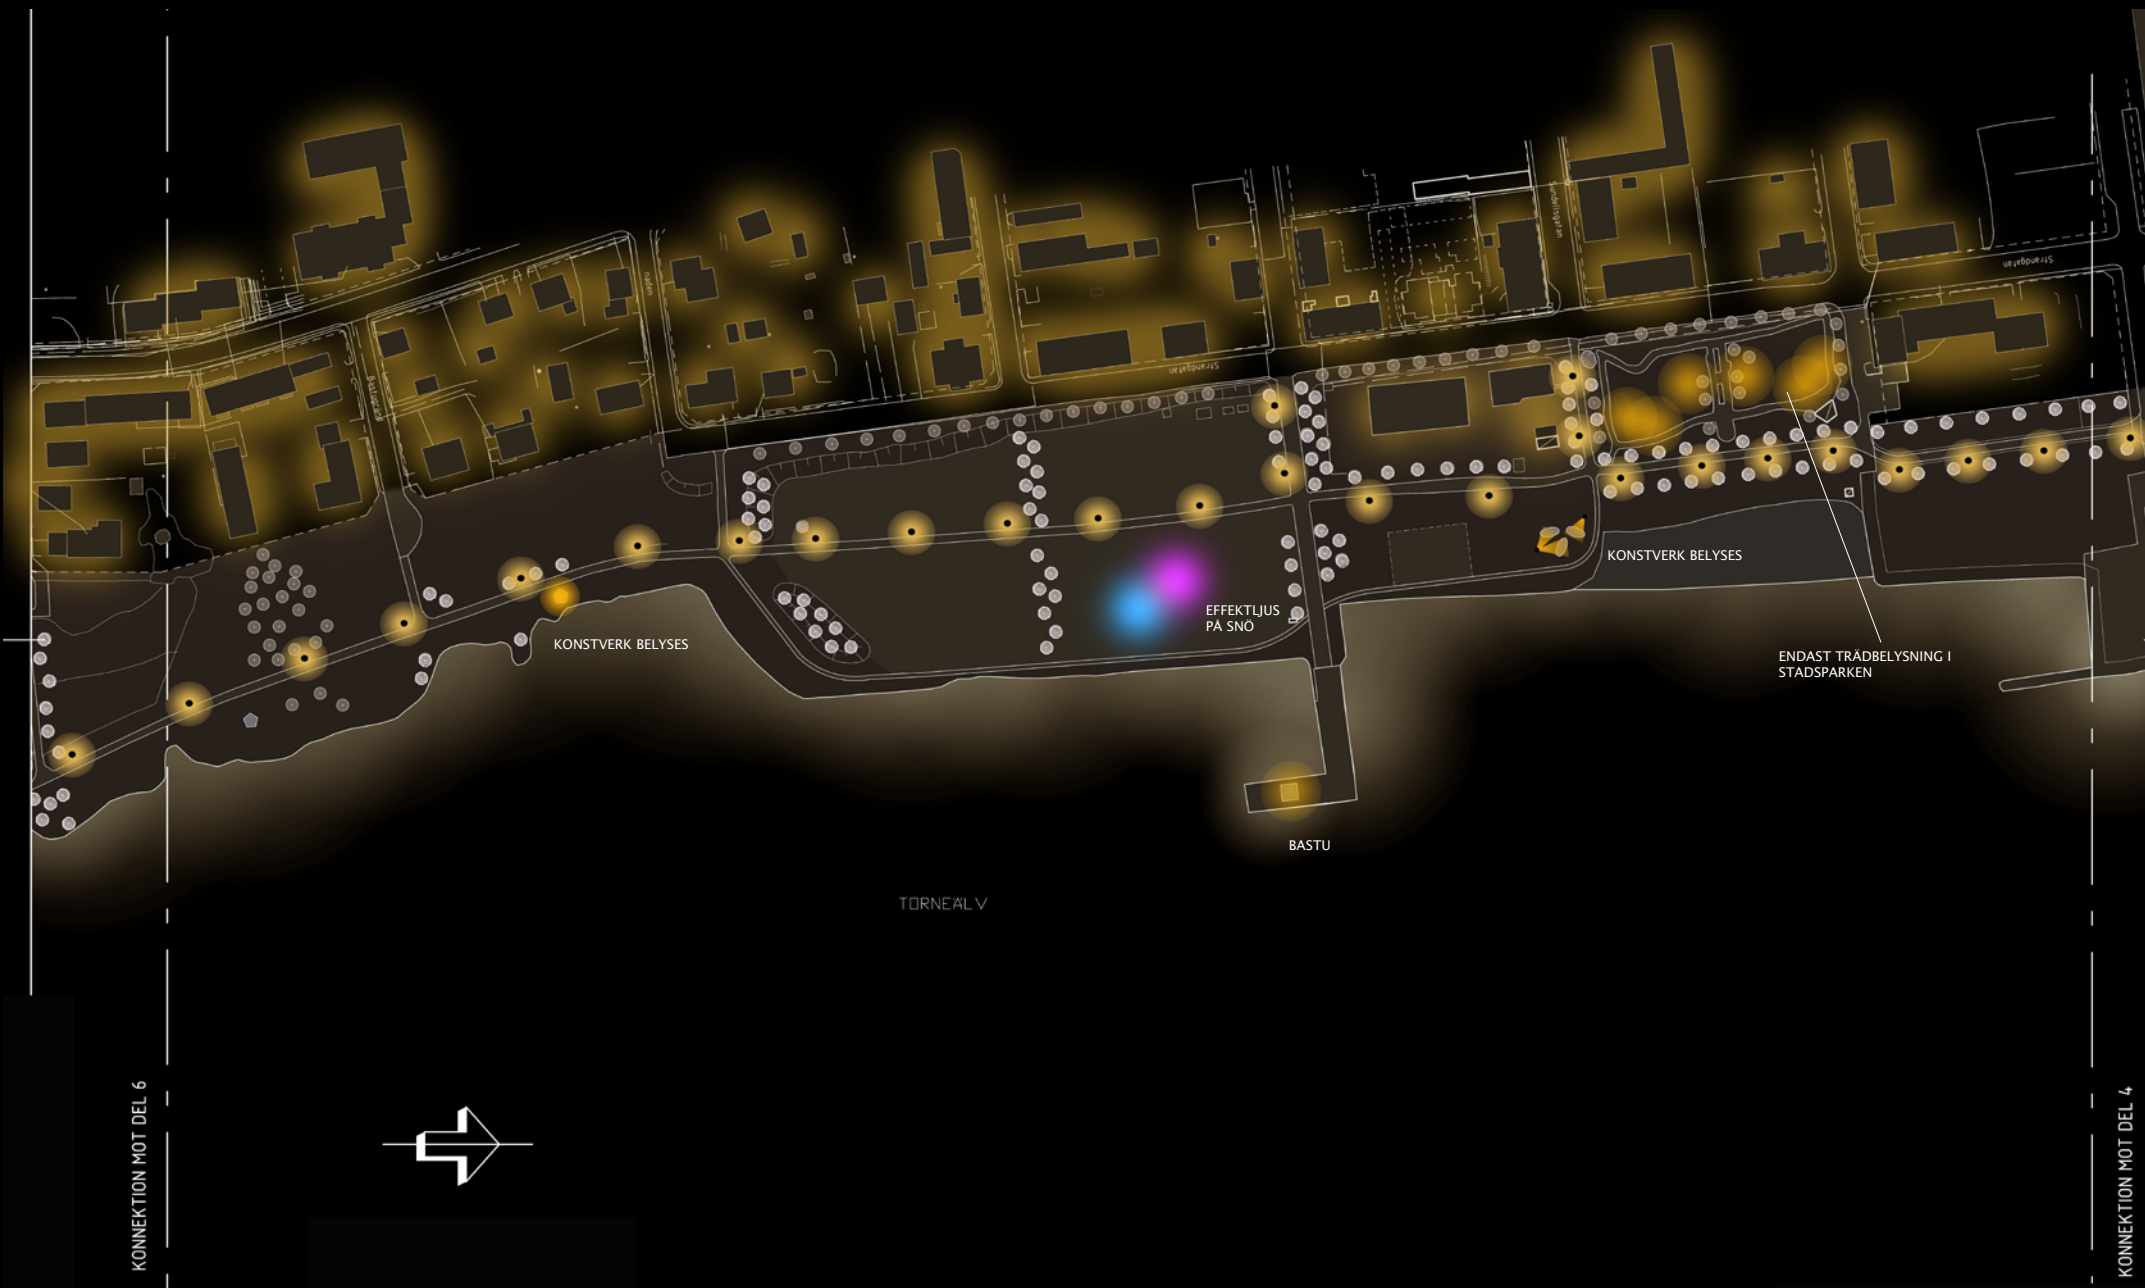 Sundellsgatan
Strandgatan
Strandgatan
KONSTVERK BELYSES
EFFEKTLJUS
PÅ SNÖ
KONSTVERK BELYSES
ENDAST TRÄDBELYSNING I
STADSPARKEN
BASTU
TORNEÄLV
KONNEKTION MOT DEL 6
KONNEKTION MOT DEL 4